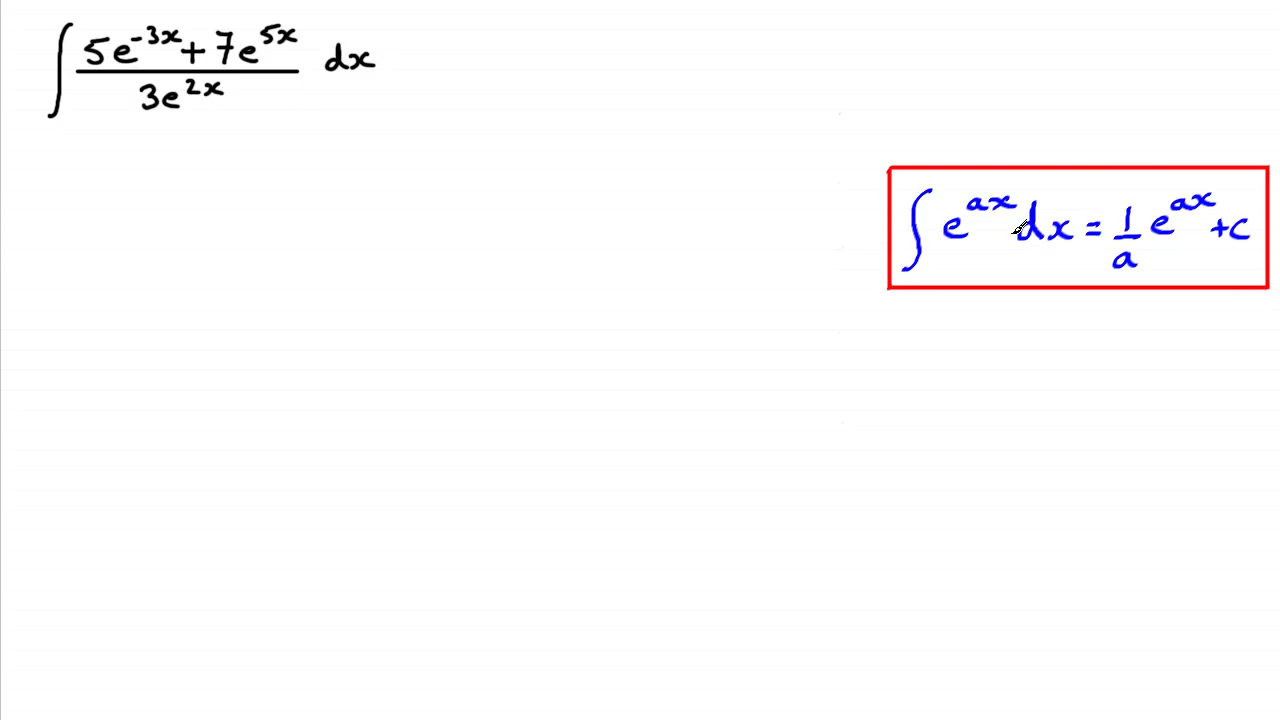 ∫ (5e^{-3x} + 7e^{5x}) / (3e^{2x}) dx
∫ e^{ax} dx = 1/a e^{ax} + c